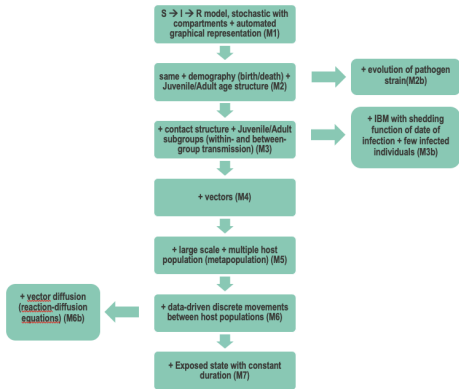 S → I → R model, stochastic with
compartments + automated
graphical representation (M1)
same + demography (birth/death) +
Juvenile/Adult age structure (M2)
+ evolution of pathogen
strain(M2b)
+ contact structure + Juvenile/Adult
subgroups (within- and between-
group transmission) (M3)
+ IBM with shedding
function of date of
infection + few infected
individuals (M3b)
+ vectors (M4)
+ large scale + multiple host
population (metapopulation) (M5)
+ vector diffusion
(reaction-diffusion
equations) (M6b)
+ data-driven discrete movements
between host populations (M6)
+ Exposed state with constant
duration (M7)